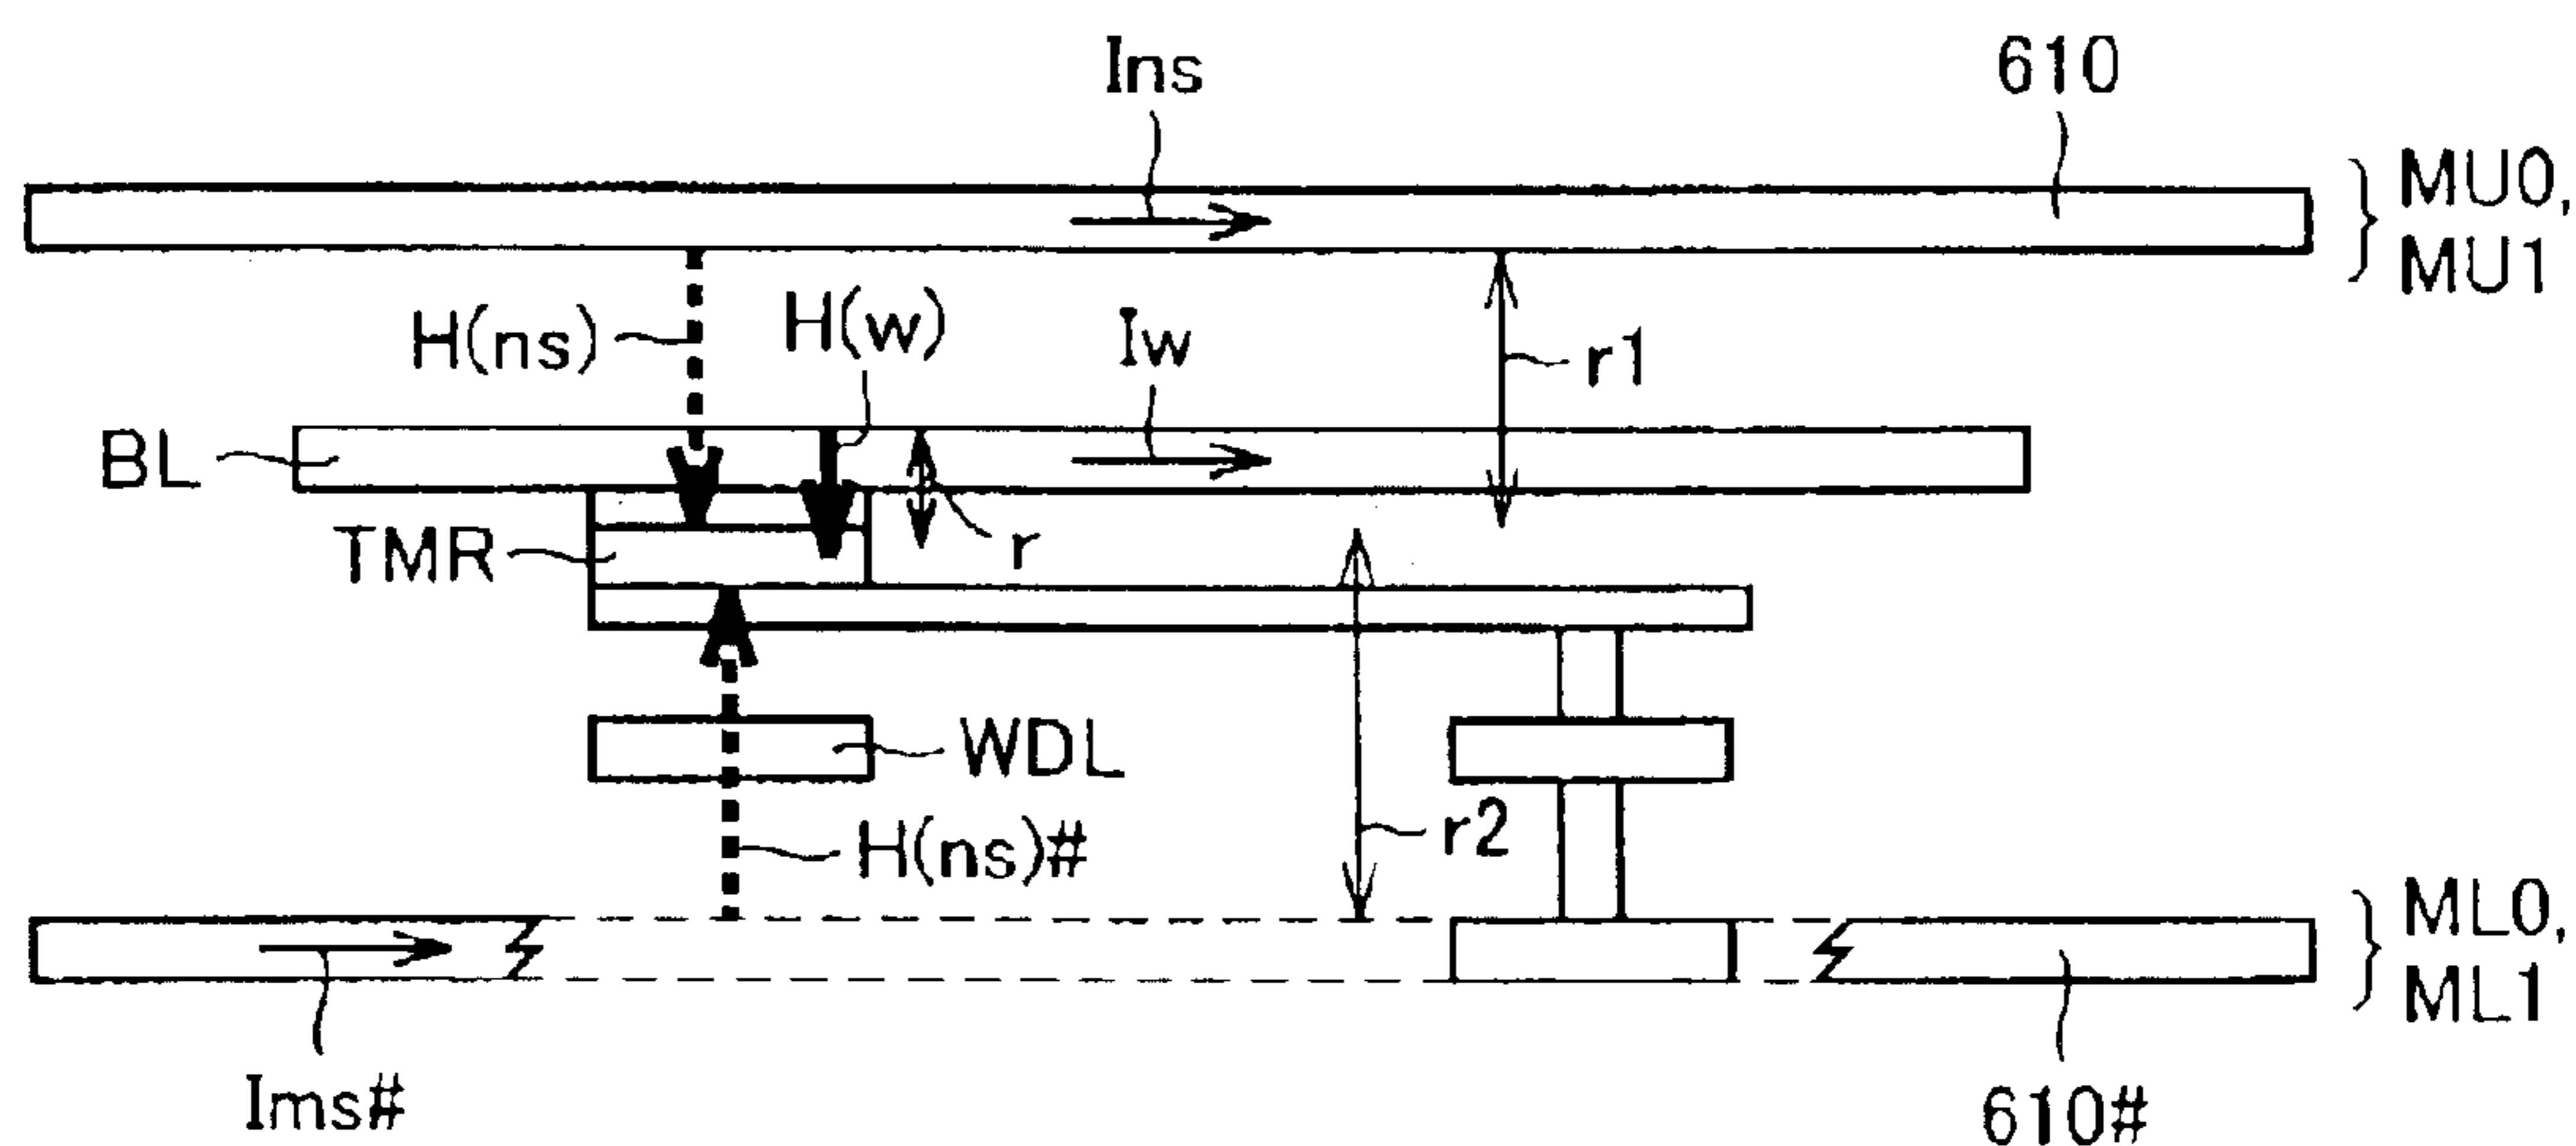 Ins
610
MU0,
MU1
H(ns)
H(w)
Iw
r1
BL
TMR
r
WDL
H(ns)#
r2
ML0,
ML1
Ims#
610#